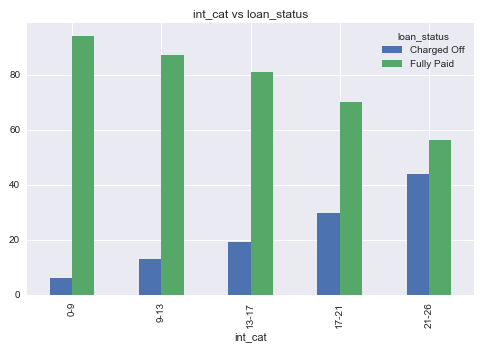 int_cat vs loan_status
loan_status
Charged Off
Fully Paid
80
60
40
20
0
0-9
9-13
13-17
17-21
21-26
int_cat